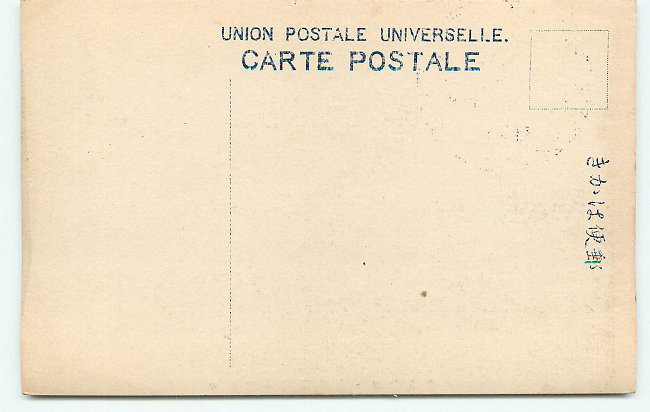 UNION POSTALE UNIVERSELLE.
CARTE POSTALE
郵便はかき